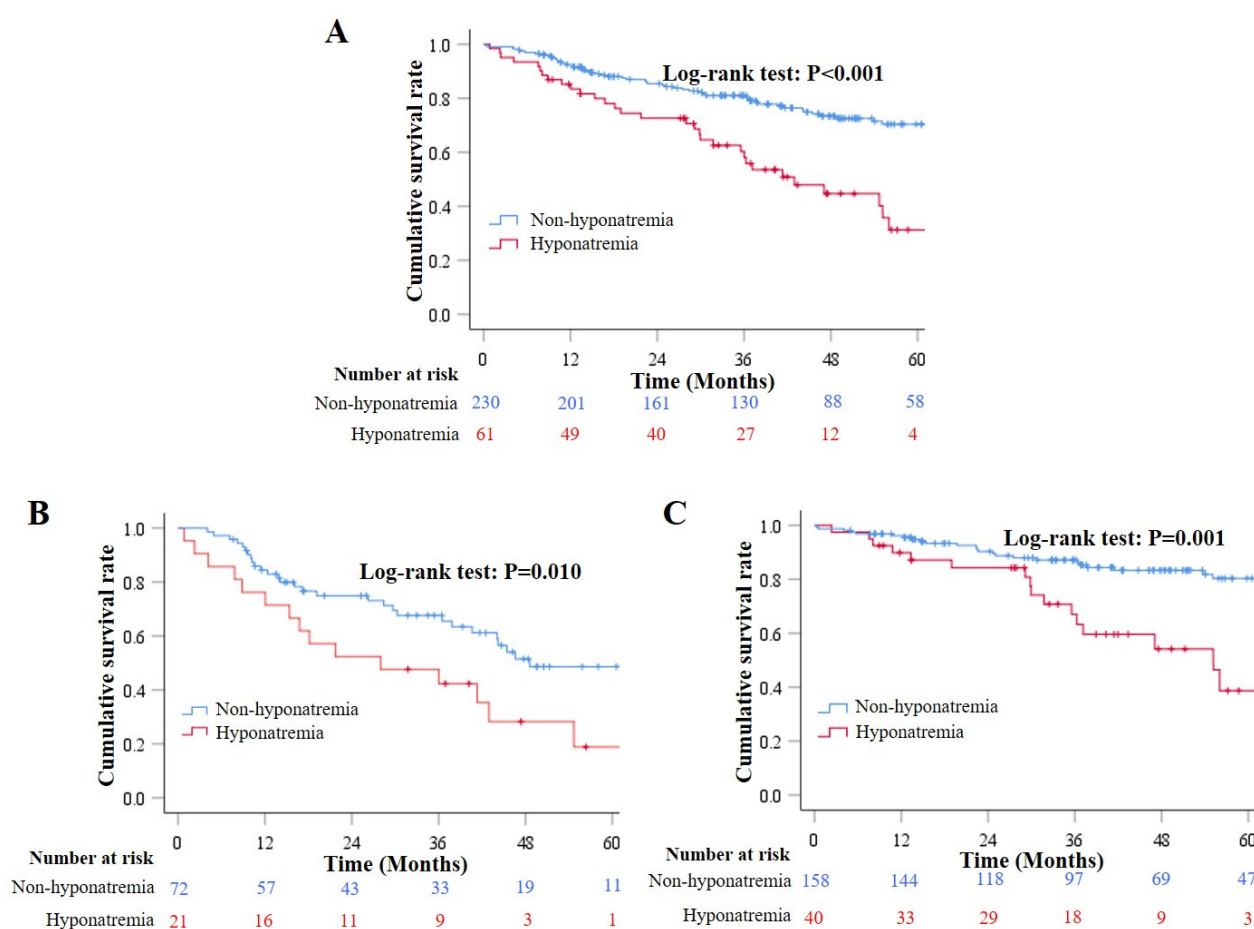 A
Cumulative survival rate
1.0
0.8
0.6
0.4
0.2
0.0
Log-rank test: P<0.001
Non-hyponatremia
Hyponatremia
0 12 24 36 48 60
Time (Months)
Number at risk
Non-hyponatremia 230 201 161 130 88 58
Hyponatremia 61 49 40 27 12 4
B
Cumulative survival rate
1.0
0.8
0.6
0.4
0.2
0.0
Log-rank test: P=0.010
Non-hyponatremia
Hyponatremia
0 12 24 36 48 60
Time (Months)
Number at risk
Non-hyponatremia 72 57 43 33 19 11
Hyponatremia 21 16 11 9 3 1
C
Cumulative survival rate
1.0
0.8
0.6
0.4
0.2
0.0
Log-rank test: P=0.001
Non-hyponatremia
Hyponatremia
0 12 24 36 48 60
Time (Months)
Number at risk
Non-hyponatremia 158 144 118 97 69 47
Hyponatremia 40 33 29 18 9 3